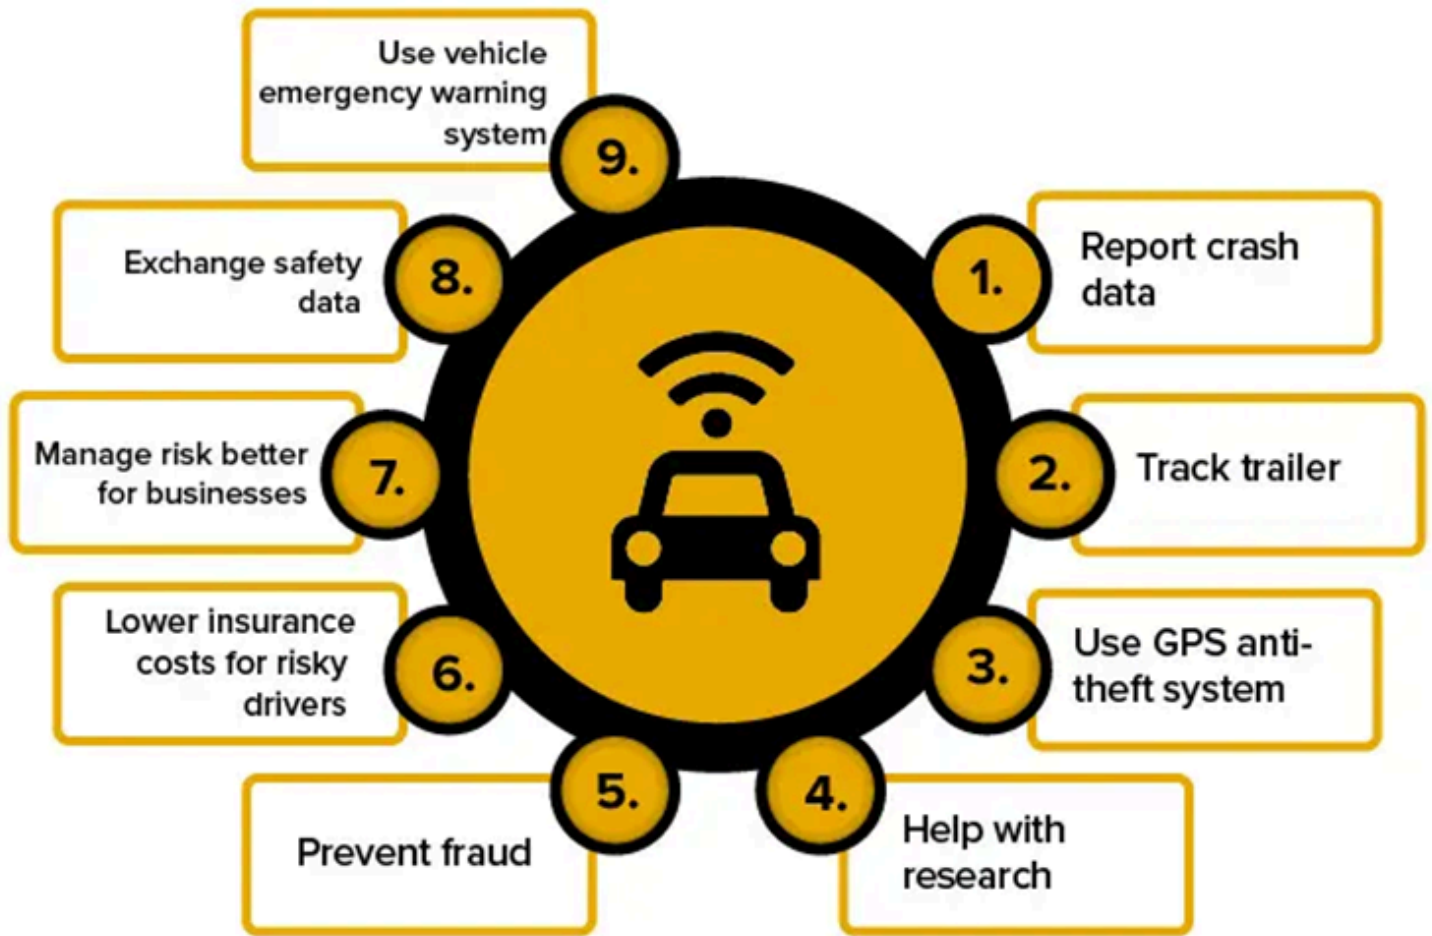 1.
Report crash
data
2.
Track trailer
3.
Use GPS anti-
theft system
4.
Help with
research
5.
Prevent fraud
6.
Lower insurance
costs for risky
drivers
7.
Manage risk better
for businesses
8.
Exchange safety
data
9.
Use vehicle
emergency warning
system